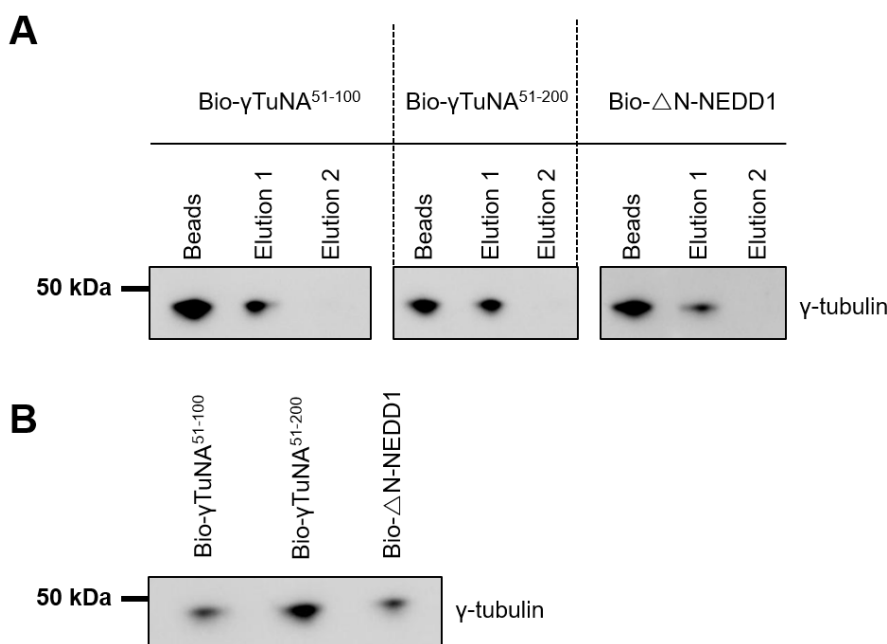 A
Bio-γTuNA⁵¹⁻¹⁰⁰ Bio-γTuNA⁵¹⁻²⁰⁰ Bio-△N-NEDD1
Beads Elution 1 Elution 2 Beads Elution 1 Elution 2 Beads Elution 1 Elution 2
50 kDa γ-tubulin
B
Bio-γTuNA⁵¹⁻¹⁰⁰ Bio-γTuNA⁵¹⁻²⁰⁰ Bio-△N-NEDD1
50 kDa γ-tubulin